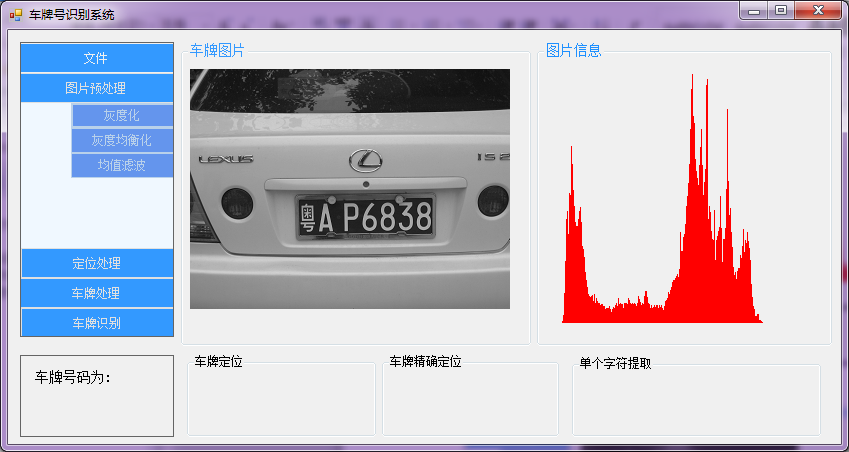 车牌号识别系统
文件
图片预处理
灰度化
灰度均衡化
均值滤波
定位处理
车牌处理
车牌识别
车牌图片
LEXUS
IS 2
粤A P6838
图片信息
车牌号码为：
车牌定位
车牌精确定位
单个字符提取